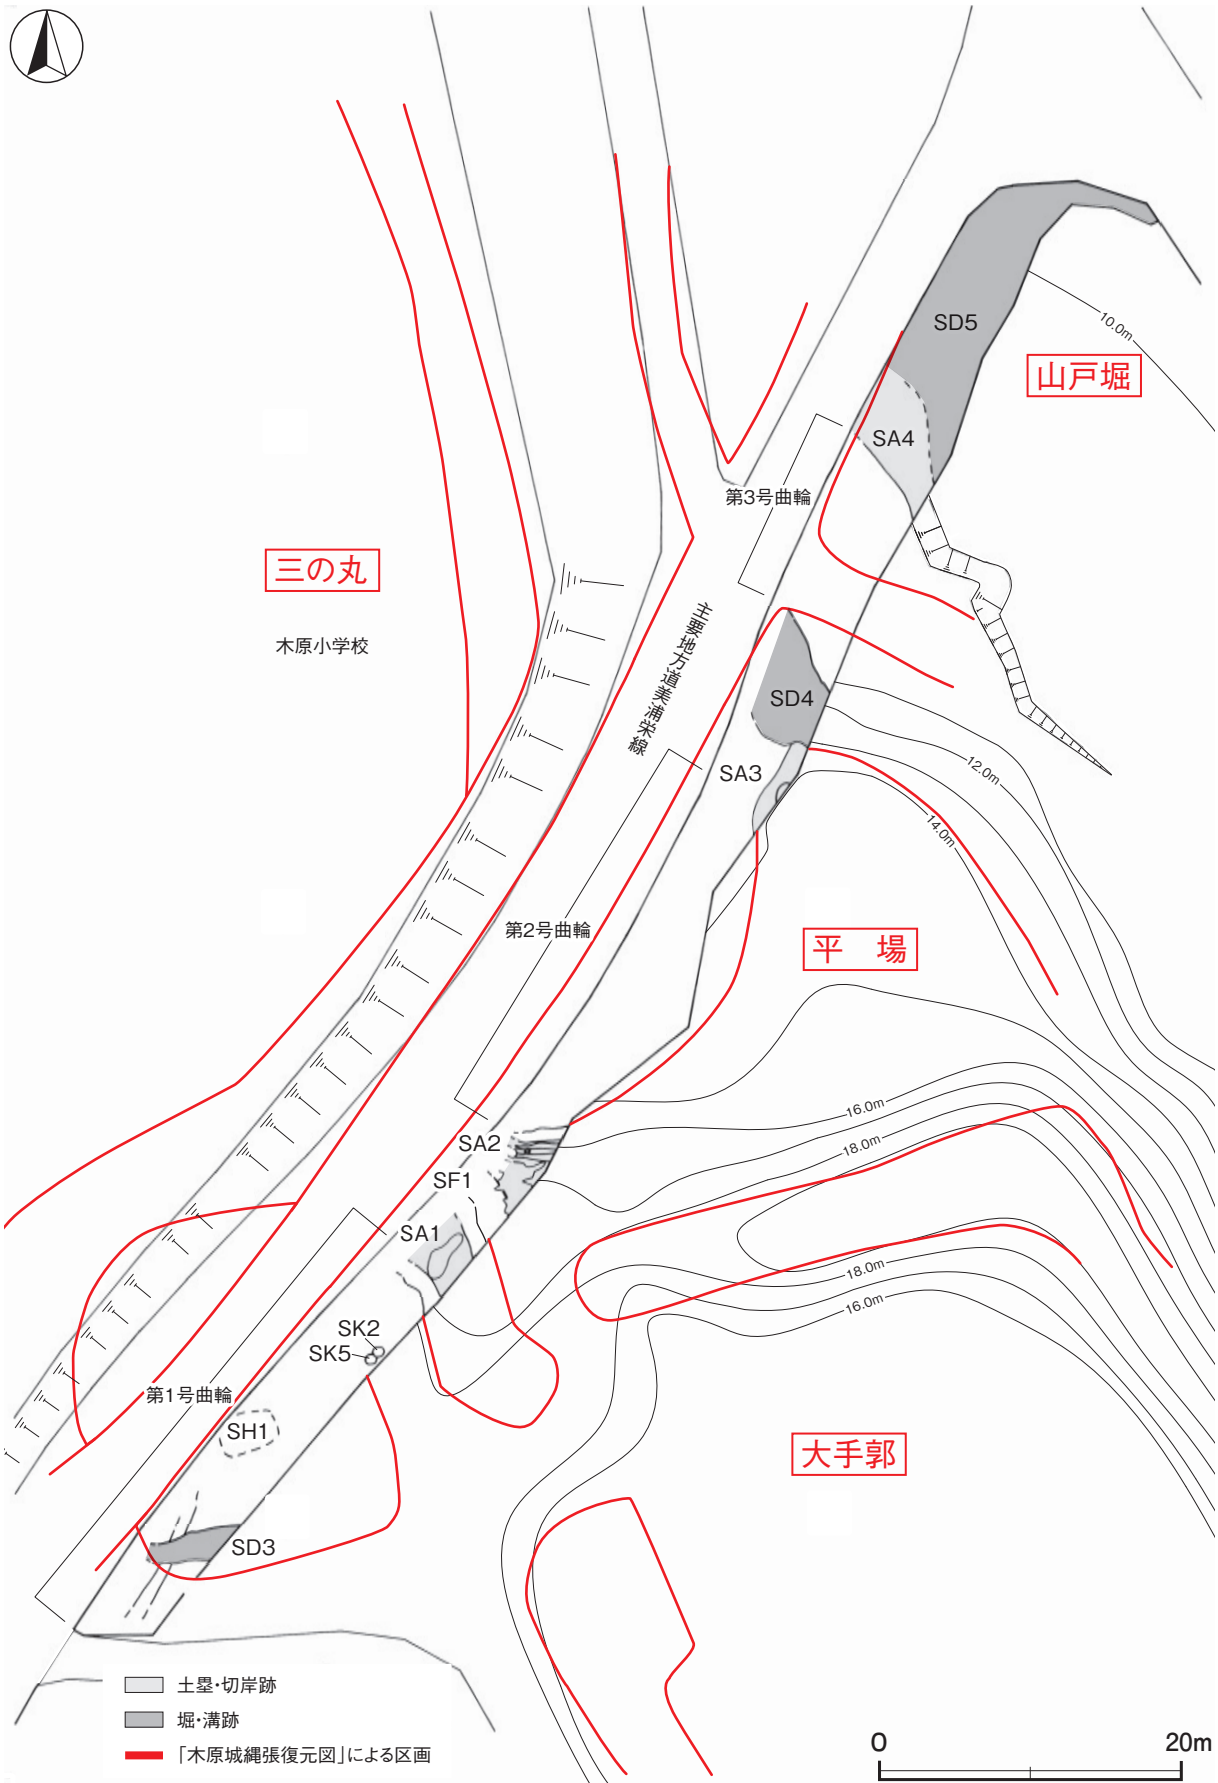 SD5
10.0m
山戸堀
SA4
第3号曲輪
三の丸
木原小学校
主要地方道美浦栄線
SD4
SA3
12.0m
14.0m
第2号曲輪
平　場
16.0m
SA2
18.0m
SF1
SA1
18.0m
16.0m
SK2
SK5
第1号曲輪
SH1
大手郭
SD3
土塁・切岸跡
堀・溝跡
「木原城縄張復元図」による区画
0 20m